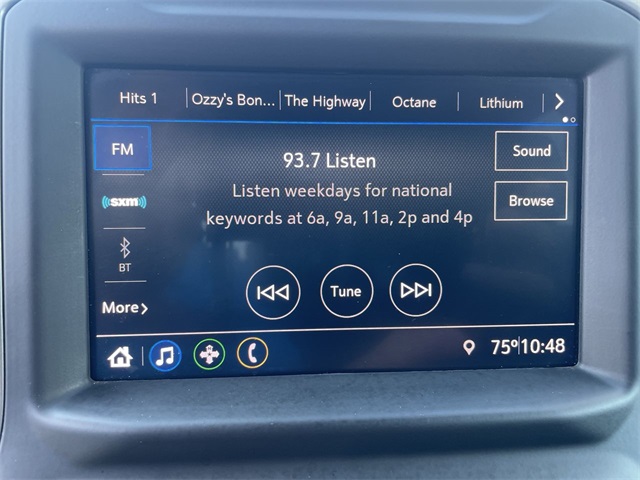 Hits 1
Ozzy's Bon...
The Highway
Octane
Lithium
FM
93.7 Listen
Sound
Listen weekdays for national
keywords at 6a, 9a, 11a, 2p and 4p
Browse
sxm
BT
Tune
More
75° 10:48